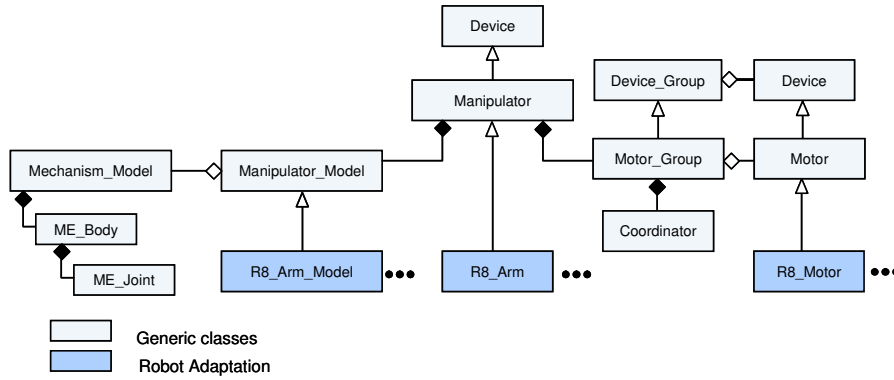 Device
Device_Group
Device
Manipulator
Mechanism_Model
Manipulator_Model
Motor_Group
Motor
ME_Body
Coordinator
ME_Joint
R8_Arm_Model
R8_Arm
R8_Motor
Generic classes
Robot Adaptation